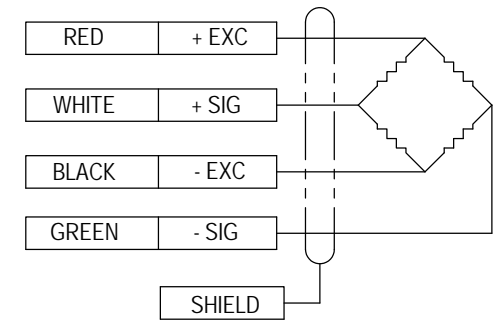 RED + EXC
WHITE + SIG
BLACK - EXC
GREEN - SIG
SHIELD